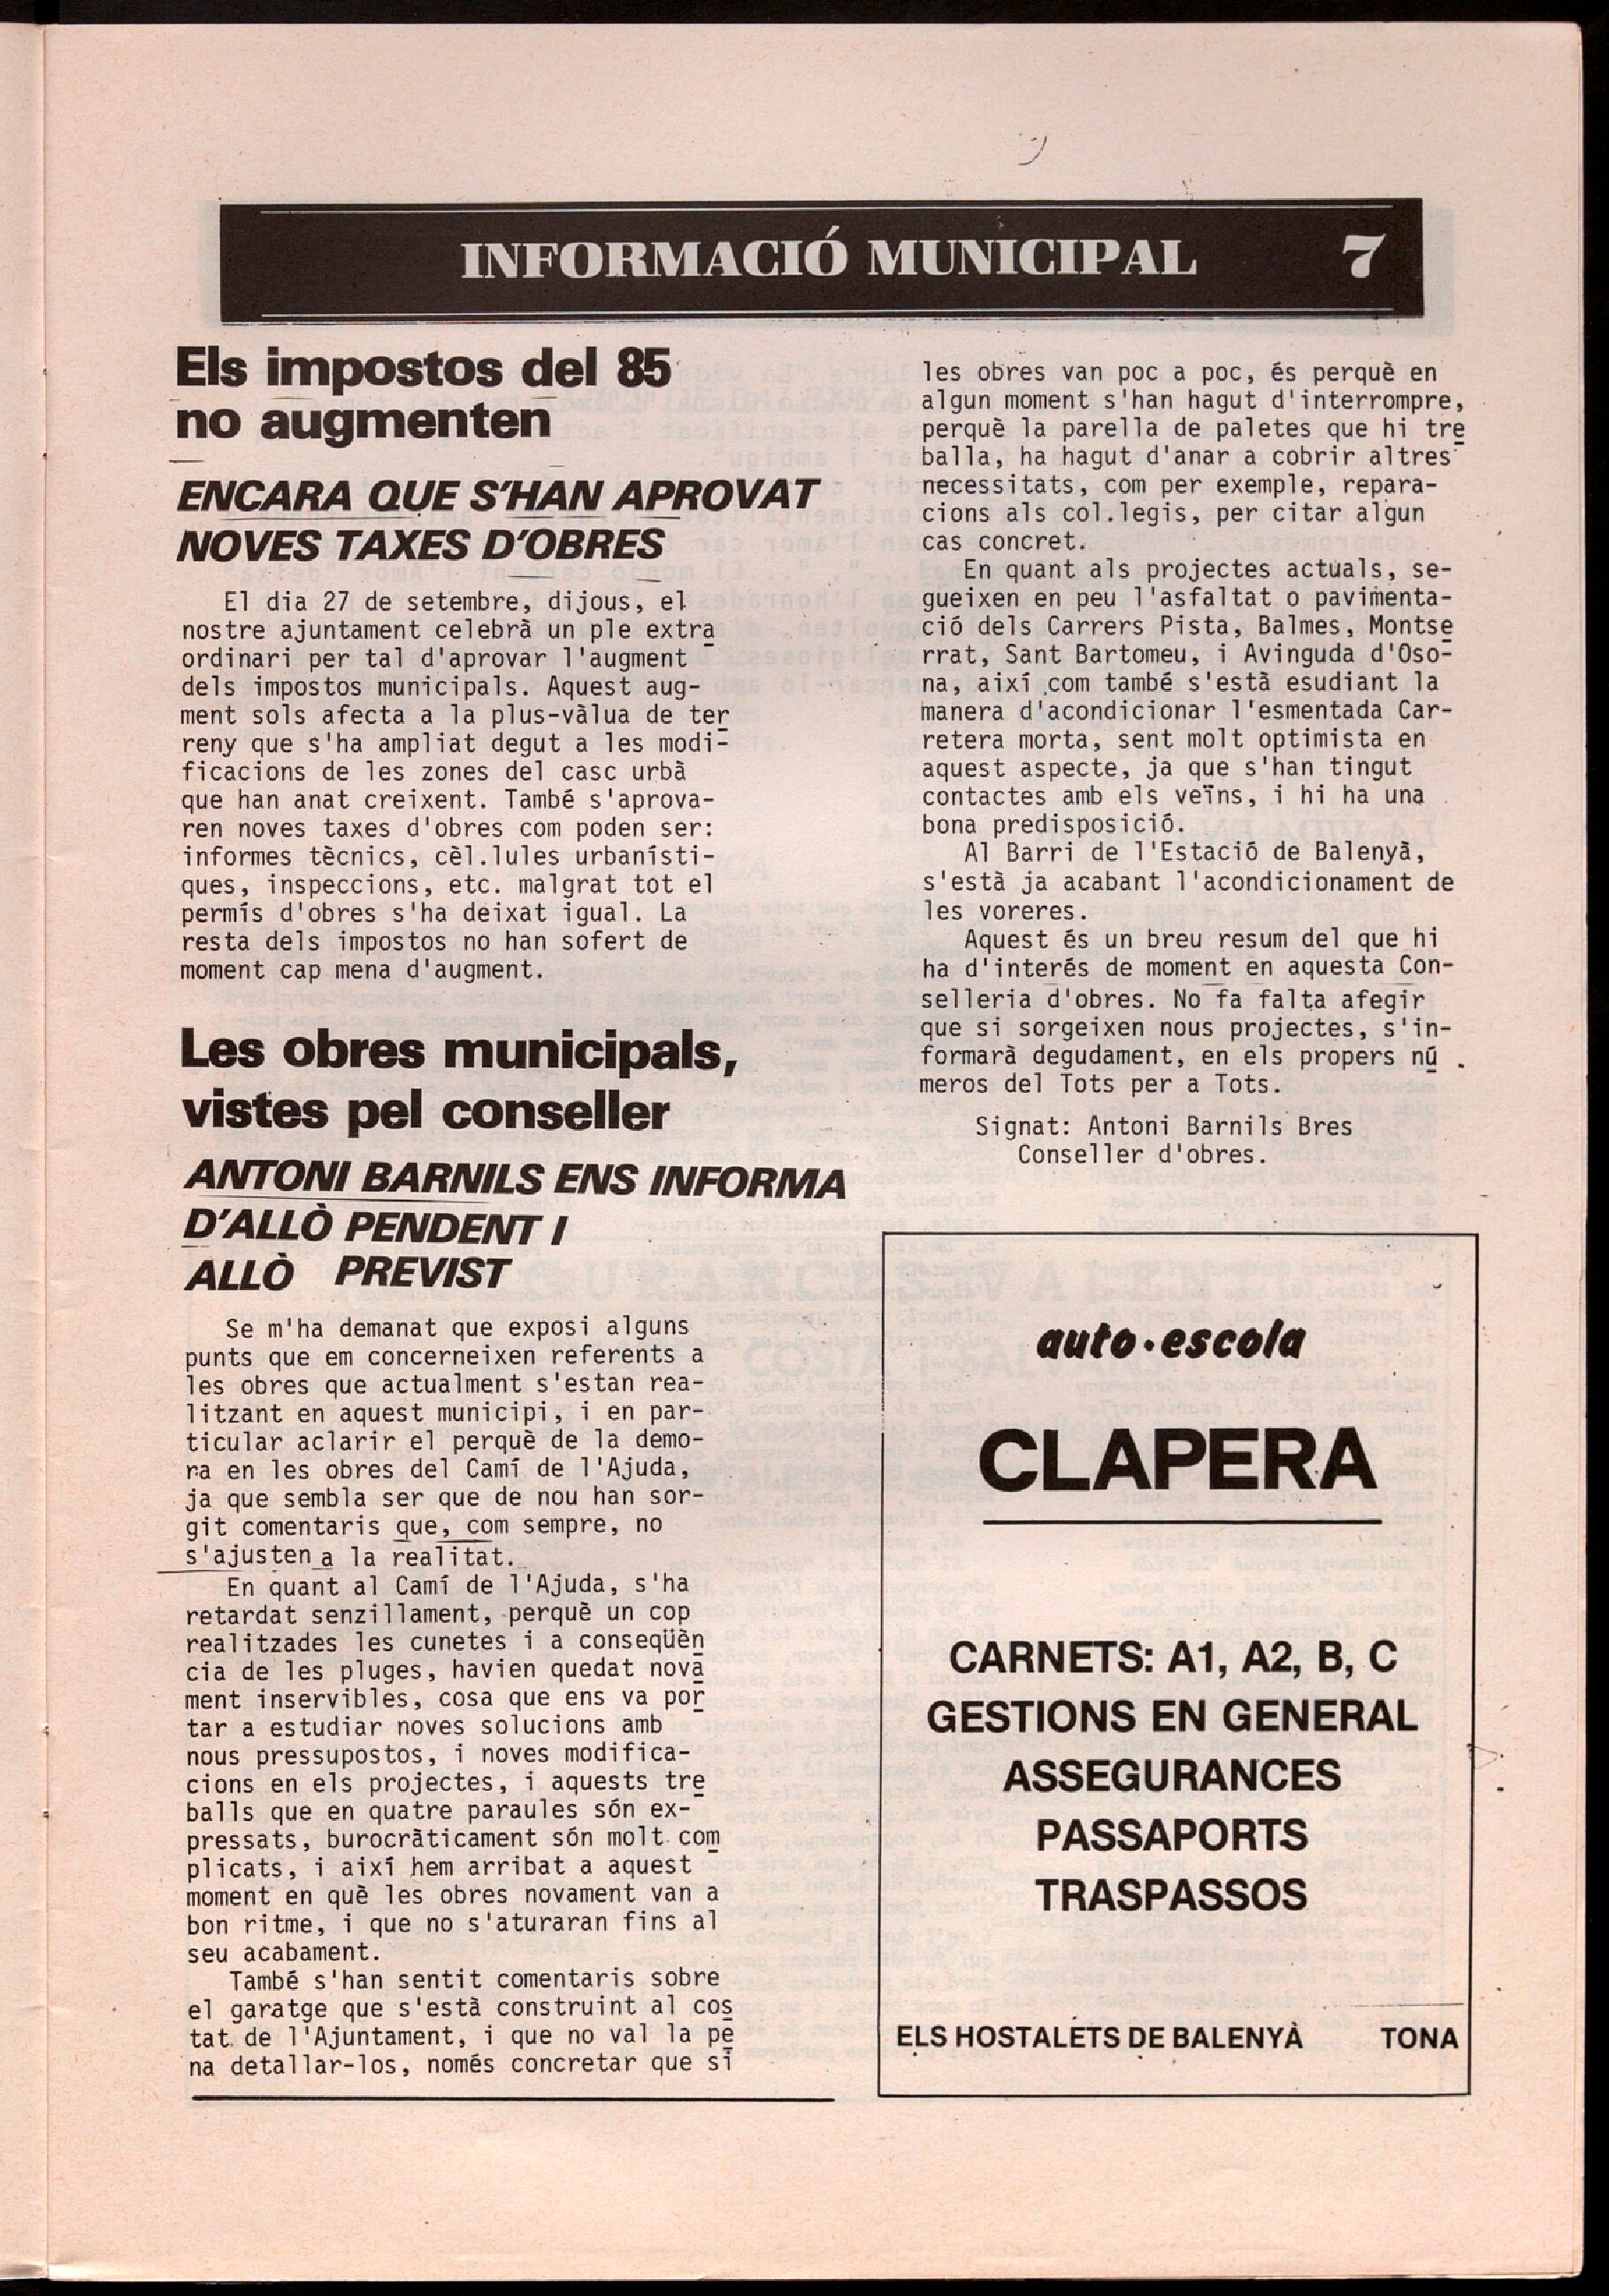 INFORMACIÓ MUNICIPAL 7
Els impostos del 85
no augmenten
ENCARA QUE S'HAN APROVAT
NOVES TAXES D'OBRES
El dia 27 de setembre, dijous, el
nostre ajuntament celebrà un ple extra
ordinari per tal d'aprovar l'augment
dels impostos municipals. Aquest aug-
ment sols afecta a la plus-vàlua de ter
reny que s'ha ampliat degut a les modi-
ficacions de les zones del casc urbà
que han anat creixent. També s'aprova-
ren noves taxes d'obres com poden ser:
informes tècnics, cèl.lules urbanísti-
ques, inspeccions, etc. malgrat tot el
permís d'obres s'ha deixat igual. La
resta dels impostos no han sofert de
moment cap mena d'augment.
Les obres municipals,
vistes pel conseller
ANTONI BARNILS ENS INFORMA
D'ALLÒ PENDENT I
ALLÒ PREVIST
Se m'ha demanat que exposi alguns
punts que em concerneixen referents a
les obres que actualment s'estan rea-
litzant en aquest municipi, i en par-
ticular aclarir el perquè de la demo-
ra en les obres del Camí de l'Ajuda,
ja que sembla ser que de nou han sor-
git comentaris que, com sempre, no
s'ajusten a la realitat.
En quant al Camí de l'Ajuda, s'ha
retardat senzillament, perquè un cop
realitzades les cunetes i a conseqüèn
cia de les pluges, havien quedat nova
ment inservibles, cosa que ens va por
tar a estudiar noves solucions amb
nous pressupostos, i noves modifica-
cions en els projectes, i aquests tre
balls que en quatre paraules són ex-
pressats, burocràticament són molt com
plicats, i així hem arribat a aquest
moment en què les obres novament van a
bon ritme, i que no s'aturaran fins al
seu acabament.
També s'han sentit comentaris sobre
el garatge que s'està construint al cos
tat de l'Ajuntament, i que no val la pe
na detallar-los, només concretar que si
les obres van poc a poc, és perquè en
algun moment s'han hagut d'interrompre,
perquè la parella de paletes que hi tre
balla, ha hagut d'anar a cobrir altres
necessitats, com per exemple, repara-
cions als col.legis, per citar algun
cas concret.
En quant als projectes actuals, se-
gueixen en peu l'asfaltat o pavimenta-
ció dels Carrers Pista, Balmes, Montse
rrat, Sant Bartomeu, i Avinguda d'Oso-
na, així com també s'està esudiant la
manera d'acondicionar l'esmentada Car-
retera morta, sent molt optimista en
aquest aspecte, ja que s'han tingut
contactes amb els veïns, i hi ha una
bona predisposició.
Al Barri de l'Estació de Balenyà,
s'està ja acabant l'acondicionament de
les voreres.
Aquest és un breu resum del que hi
ha d'interés de moment en aquesta Con-
selleria d'obres. No fa falta afegir
que si sorgeixen nous projectes, s'in-
formarà degudament, en els propers nú
meros del Tots per a Tots.
Signat: Antoni Barnils Bres
Conseller d'obres.
auto·escola
CLAPERA
CARNETS: A1, A2, B, C
GESTIONS EN GENERAL
ASSEGURANCES
PASSAPORTS
TRASPASSOS
ELS HOSTALETS DE BALENYÀ TONA